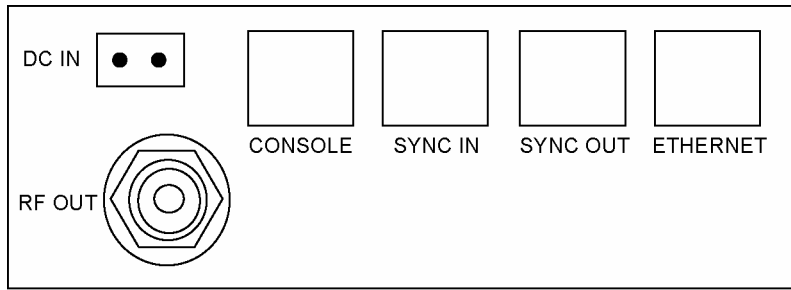 DC IN
CONSOLE
SYNC IN
SYNC OUT
ETHERNET
RF OUT